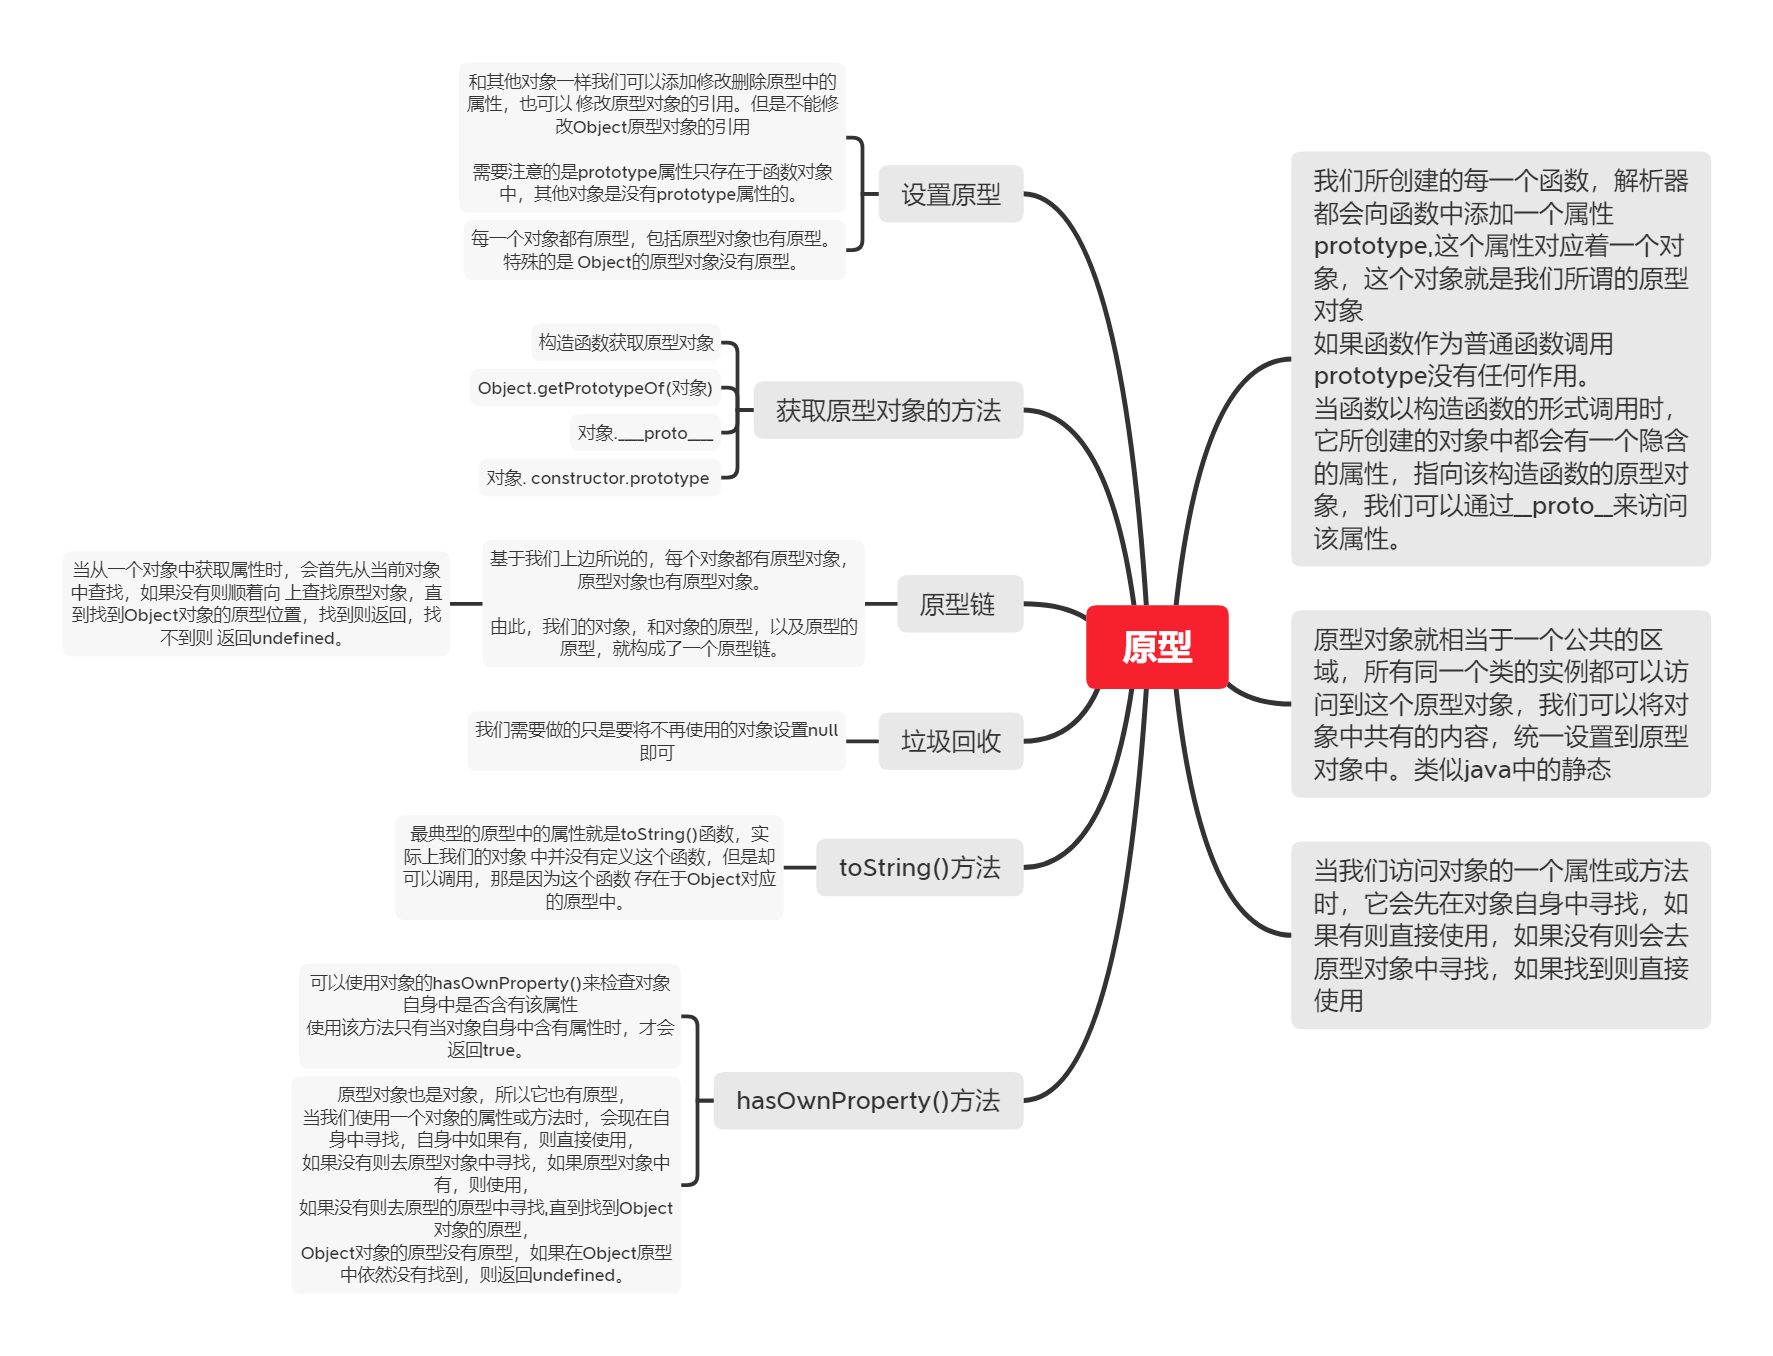 原型
我们所创建的每一个函数，解析器
都会向函数中添加一个属性
prototype,这个属性对应着一个对
象，这个对象就是我们所谓的原型
对象
如果函数作为普通函数调用
prototype没有任何作用。
当函数以构造函数的形式调用时，
它所创建的对象中都会有一个隐含
的属性，指向该构造函数的原型对
象，我们可以通过__proto__来访问
该属性。
原型对象就相当于一个公共的区
域，所有同一个类的实例都可以访
问到这个原型对象，我们可以将对
象中共有的内容，统一设置到原型
对象中。类似java中的静态
当我们访问对象的一个属性或方法
时，它会先在对象自身中寻找，如
果有则直接使用，如果没有则会去
原型对象中寻找，如果找到则直接
使用
设置原型
和其他对象一样我们可以添加修改删除原型中的
属性，也可以 修改原型对象的引用。但是不能修
改Object原型对象的引用
需要注意的是prototype属性只存在于函数对象
中，其他对象是没有prototype属性的。
每一个对象都有原型，包括原型对象也有原型。
特殊的是 Object的原型对象没有原型。
获取原型对象的方法
构造函数获取原型对象
Object.getPrototypeOf(对象)
对象.___proto___
对象. constructor.prototype
原型链
基于我们上边所说的，每个对象都有原型对象，
原型对象也有原型对象。
由此，我们的对象，和对象的原型，以及原型的
原型，就构成了一个原型链。
当从一个对象中获取属性时，会首先从当前对象
中查找，如果没有则顺着向 上查找原型对象，直
到找到Object对象的原型位置，找到则返回，找
不到则 返回undefined。
垃圾回收
我们需要做的只是要将不再使用的对象设置null
即可
toString()方法
最典型的原型中的属性就是toString()函数，实
际上我们的对象 中并没有定义这个函数，但是却
可以调用，那是因为这个函数 存在于Object对应
的原型中。
hasOwnProperty()方法
可以使用对象的hasOwnProperty()来检查对象
自身中是否含有该属性
使用该方法只有当对象自身中含有属性时，才会
返回true。
原型对象也是对象，所以它也有原型，
当我们使用一个对象的属性或方法时，会现在自
身中寻找，自身中如果有，则直接使用，
如果没有则去原型对象中寻找，如果原型对象中
有，则使用，
如果没有则去原型的原型中寻找,直到找到Object
对象的原型，
Object对象的原型没有原型，如果在Object原型
中依然没有找到，则返回undefined。